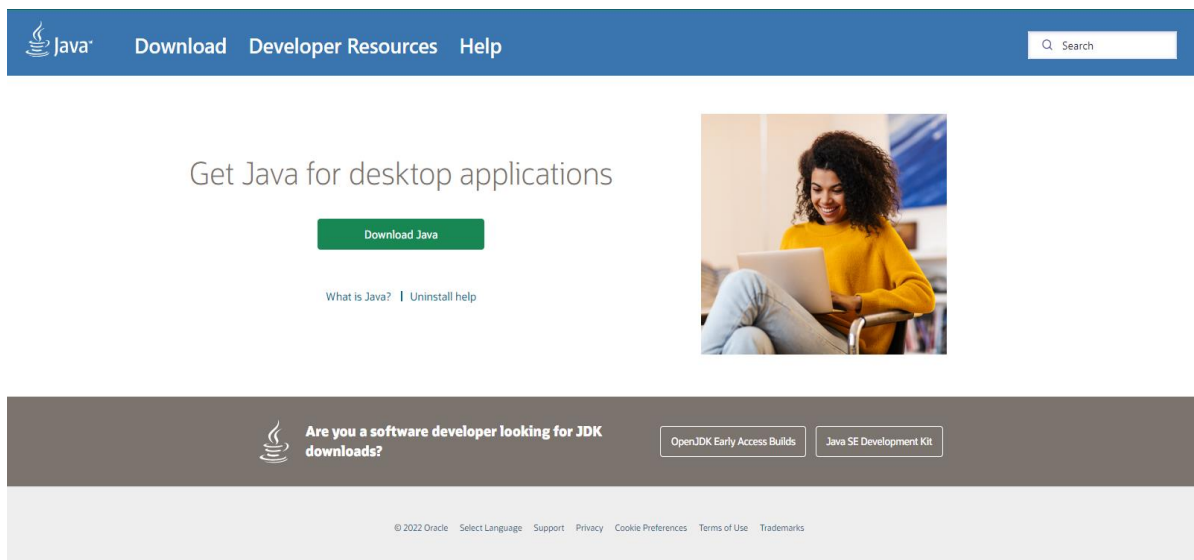 Java™ Download Developer Resources Help Search
Get Java for desktop applications
Download Java
What is Java? | Uninstall help
Are you a software developer looking for JDK
downloads?
OpenJDK Early Access Builds Java SE Development Kit
© 2022 Oracle Select Language Support Privacy Cookie Preferences Terms of Use Trademarks